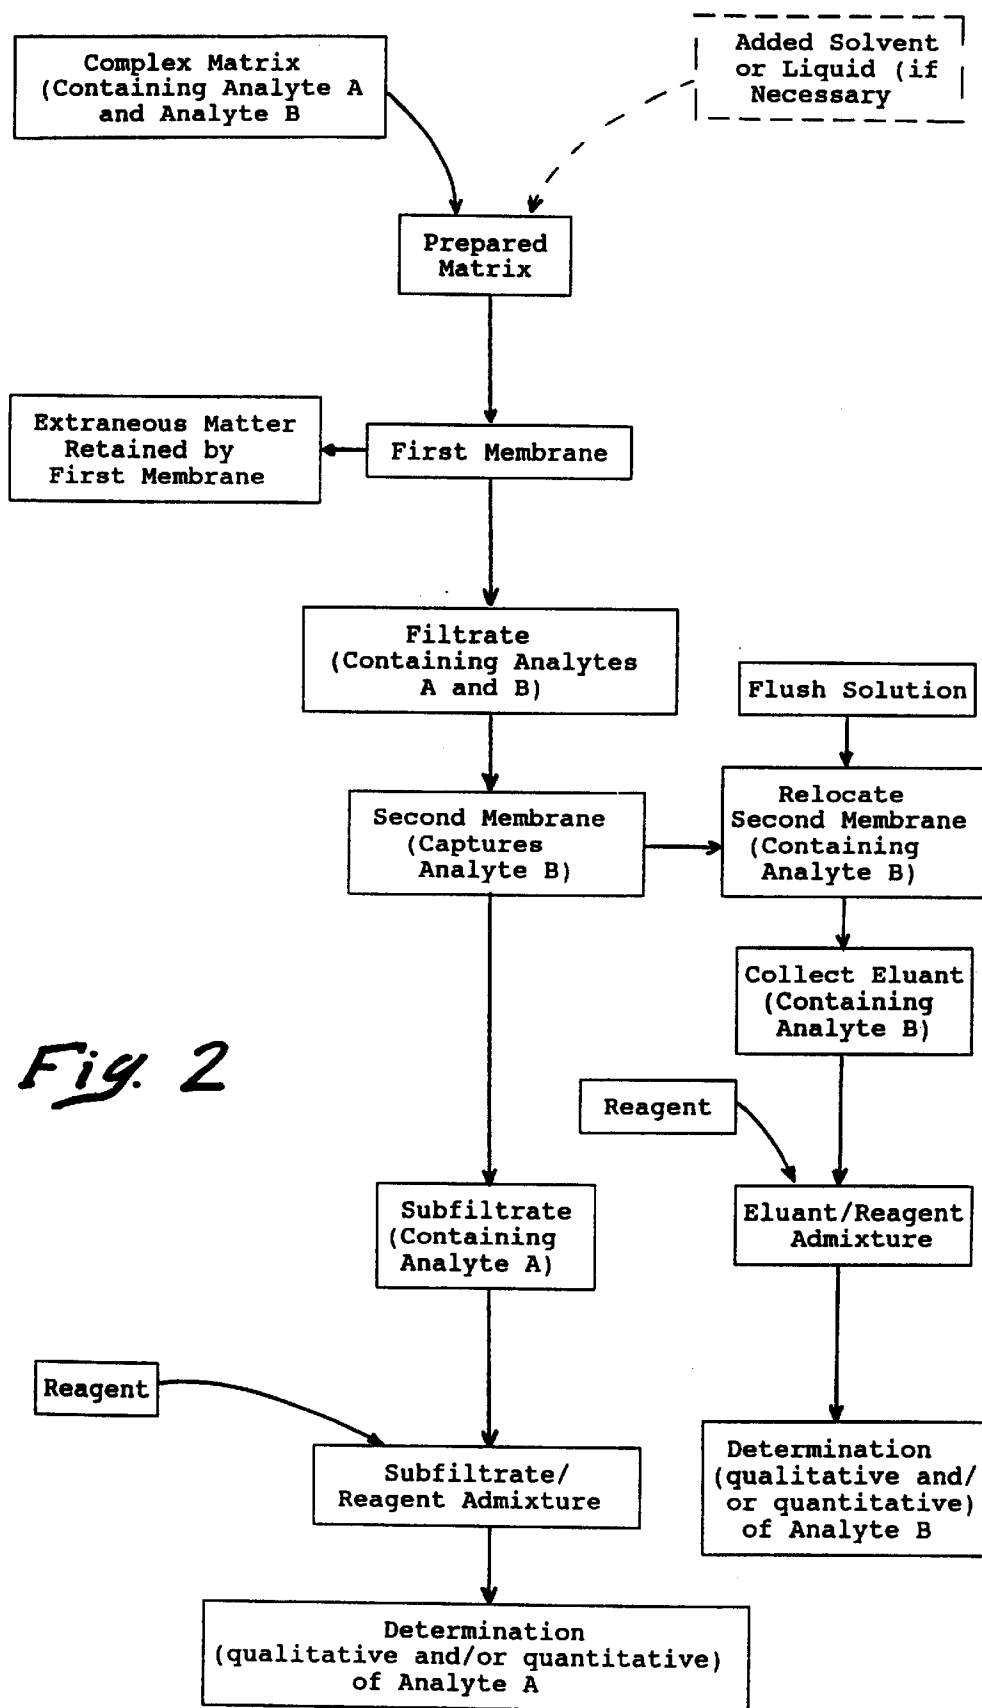 Complex Matrix
(Containing Analyte A
and Analyte B
Added Solvent
or Liquid (if
Necessary
Prepared
Matrix
Extraneous Matter
Retained by
First Membrane
First Membrane
Filtrate
(Containing Analytes
A and B)
Flush Solution
Second Membrane
(Captures
Analyte B)
Relocate
Second Membrane
(Containing
Analyte B)
Collect Eluant
(Containing
Analyte B)
Fig. 2
Reagent
Subfiltrate
(Containing
Analyte A)
Eluant/Reagent
Admixture
Reagent
Subfiltrate/
Reagent Admixture
Determination
(qualitative and/
or quantitative)
of Analyte B
Determination
(qualitative and/or quantitative)
of Analyte A